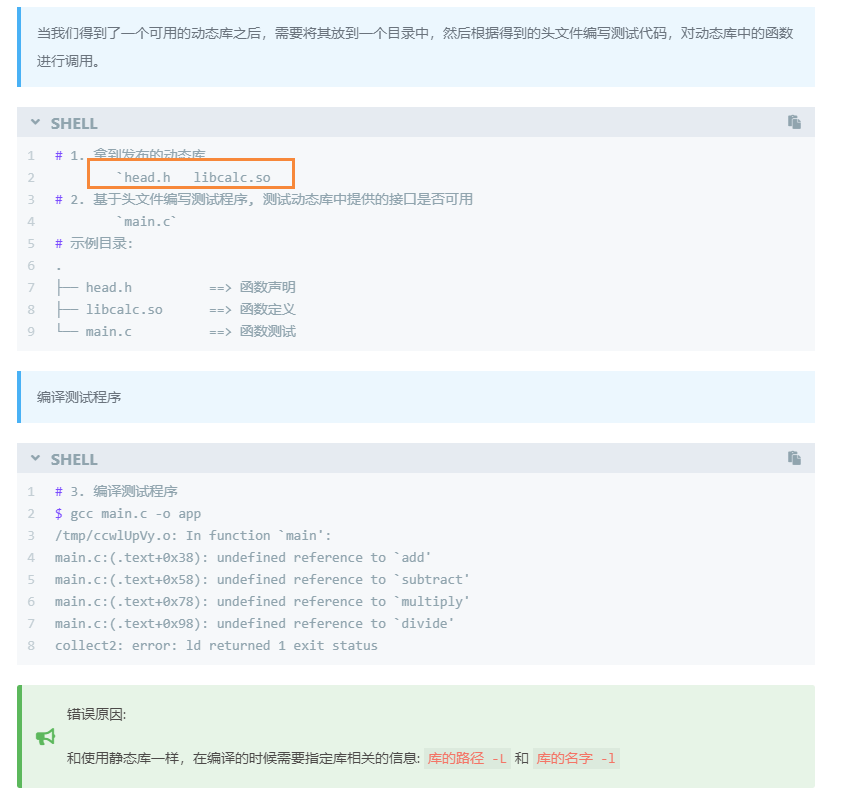 当我们得到了一个可用的动态库之后，需要将其放到一个目录中，然后根据得到的头文件编写测试代码，对动态库中的函数
进行调用。
SHELL
1 # 1. 拿到发布的动态库
2 `head.h libcalc.so
3 # 2. 基于头文件编写测试程序, 测试动态库中提供的接口是否可用
4 `main.c`
5 # 示例目录:
6 .
7 ├── head.h ==> 函数声明
8 ├── libcalc.so ==> 函数定义
9 └── main.c ==> 函数测试
编译测试程序
SHELL
1 # 3. 编译测试程序
2 $ gcc main.c -o app
3 /tmp/ccwlUpVy.o: In function `main':
4 main.c:(.text+0x38): undefined reference to `add'
5 main.c:(.text+0x58): undefined reference to `subtract'
6 main.c:(.text+0x78): undefined reference to `multiply'
7 main.c:(.text+0x98): undefined reference to `divide'
8 collect2: error: ld returned 1 exit status
错误原因:
和使用静态库一样，在编译的时候需要指定库相关的信息: 库的路径 -L 和 库的名字 -l